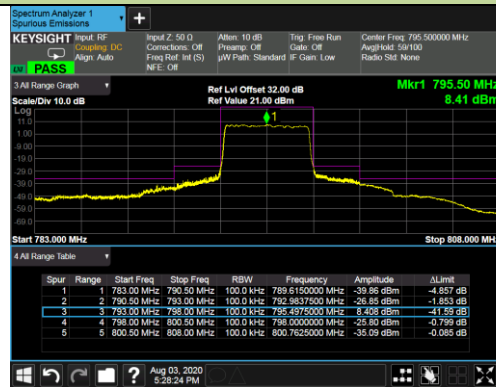 Spectrum Analyzer 1
Spurious Emissions
KEYSIGHT Input: RF Input Z: 50 Ω Atten: 10 dB Trig: Free Run Center Freq: 795.500000 MHz
Coupling: DC Corrections: Off Preamp: Off Gate: Off Avg|Hold: 59/100
Align: Auto Freq Ref: Int (S) µW Path: Standard IF Gain: Low Radio Std: None
NFE: Off
LM PASS
3 All Range Graph
Ref Lvl Offset 32.00 dB Mkr1 795.50 MHz
Scale/Div 10.0 dB Ref Value 21.00 dBm 8.41 dBm
Log
11.0
1
1.00
-9.00
-19.0
-29.0
-39.0
-49.0
-59.0
-69.0
Start 783.000 MHz Stop 808.000 MHz
4 All Range Table
Spur Range Start Freq Stop Freq RBW Frequency Amplitude ΔLimit
1 1 783.00 MHz 790.50 MHz 100.0 kHz 789.6150000 MHz -39.86 dBm -4.857 dB
2 2 790.50 MHz 793.00 MHz 100.0 kHz 792.9837500 MHz -26.85 dBm -1.853 dB
3 3 793.00 MHz 798.00 MHz 100.0 kHz 795.4975000 MHz 8.408 dBm -41.59 dB
4 4 798.00 MHz 800.50 MHz 100.0 kHz 798.0000000 MHz -25.80 dBm -0.799 dB
5 5 800.50 MHz 808.00 MHz 100.0 kHz 800.7625000 MHz -35.09 dBm -0.085 dB
? Aug 03, 2020
5:28:24 PM